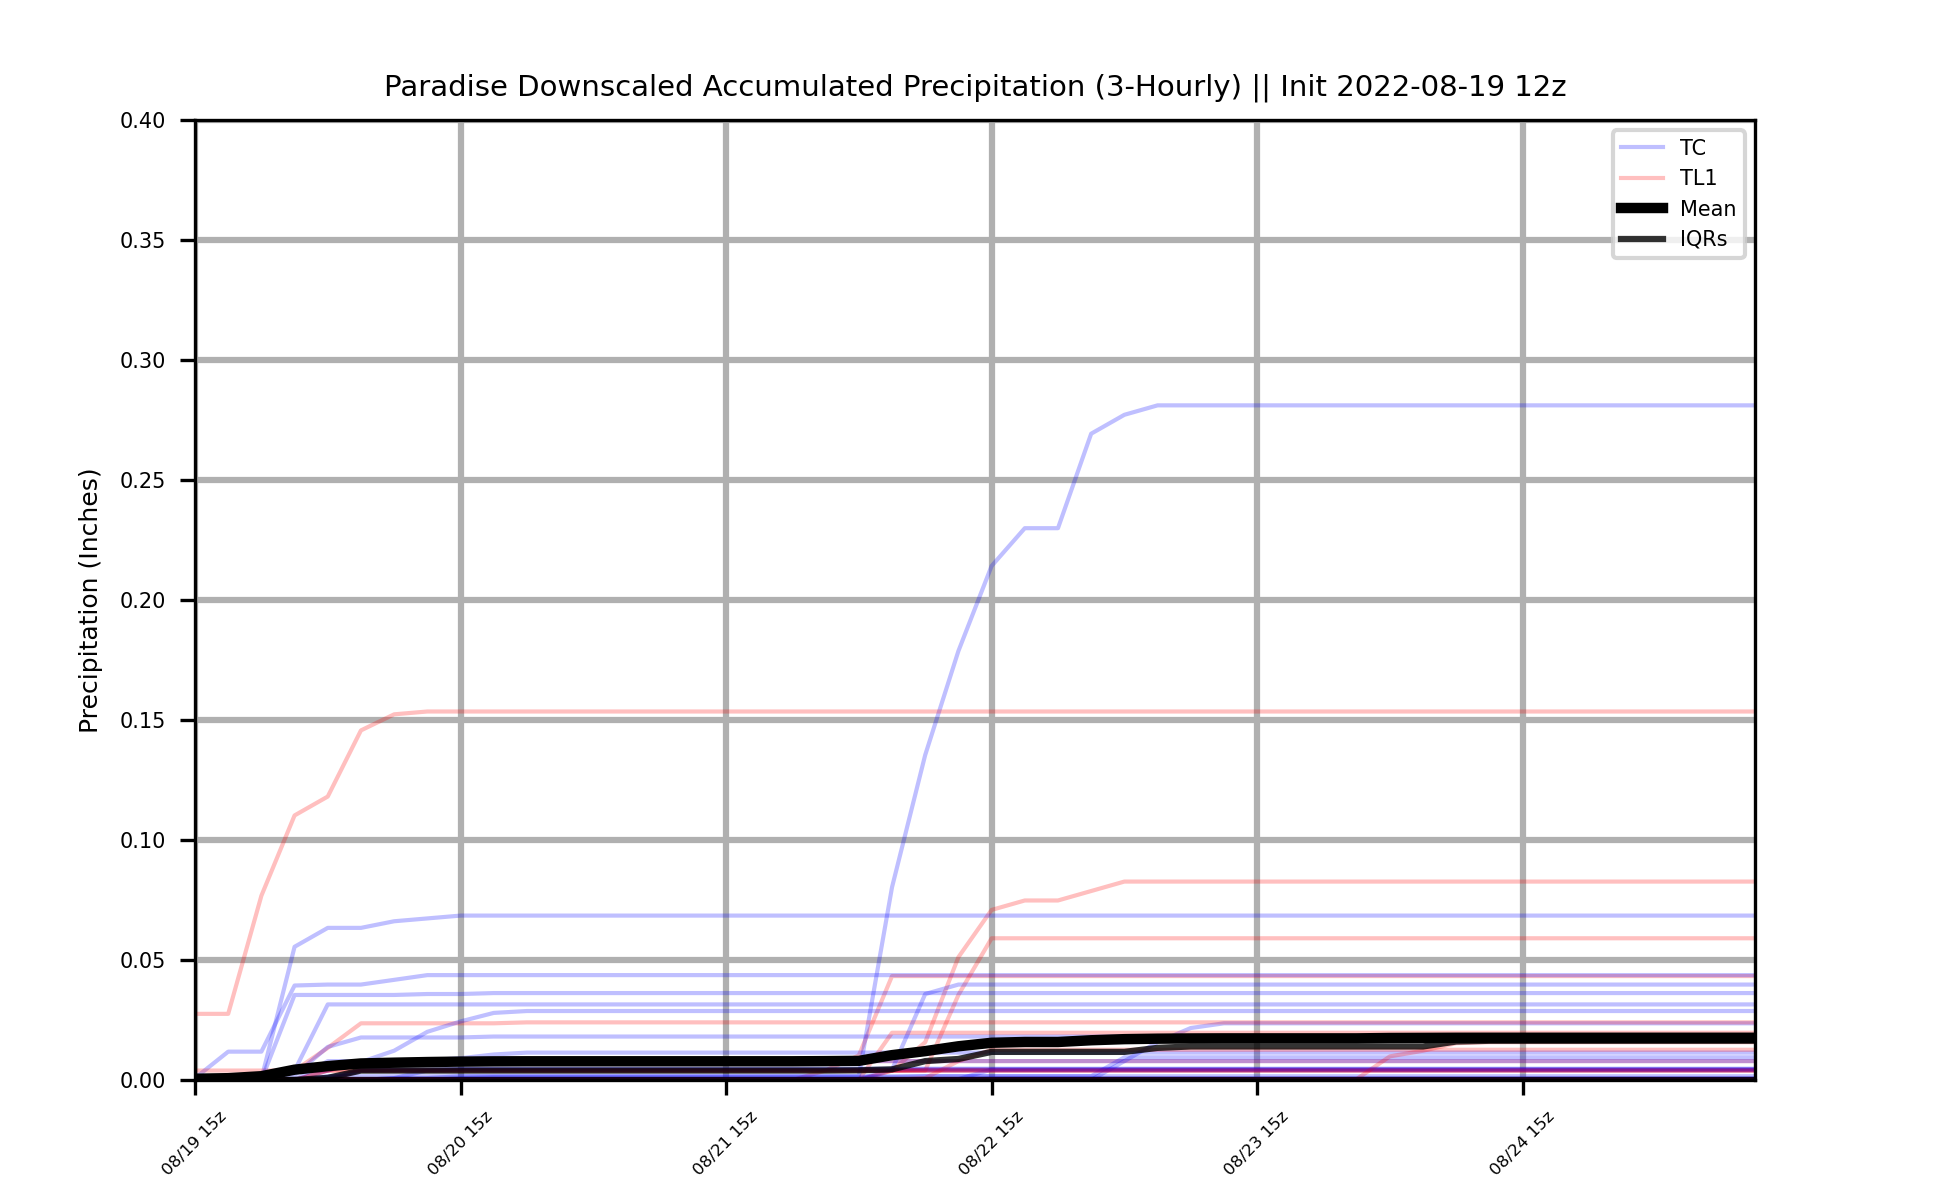 Paradise Downscaled Accumulated Precipitation (3-Hourly) || Init 2022-08-19 12z
TC
TL1
Mean
IQRs
Precipitation (Inches)
0.40
0.35
0.30
0.25
0.20
0.15
0.10
0.05
0.00
08/19 15z
08/20 15z
08/21 15z
08/22 15z
08/23 15z
08/24 15z